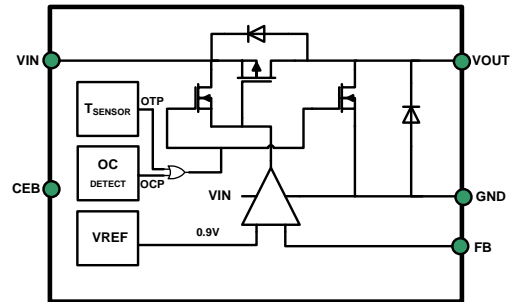 VIN
VOUT
TSENSOR
OTP
OC
DETECT
OCP
CEB
VIN
GND
VREF
0.9V
FB